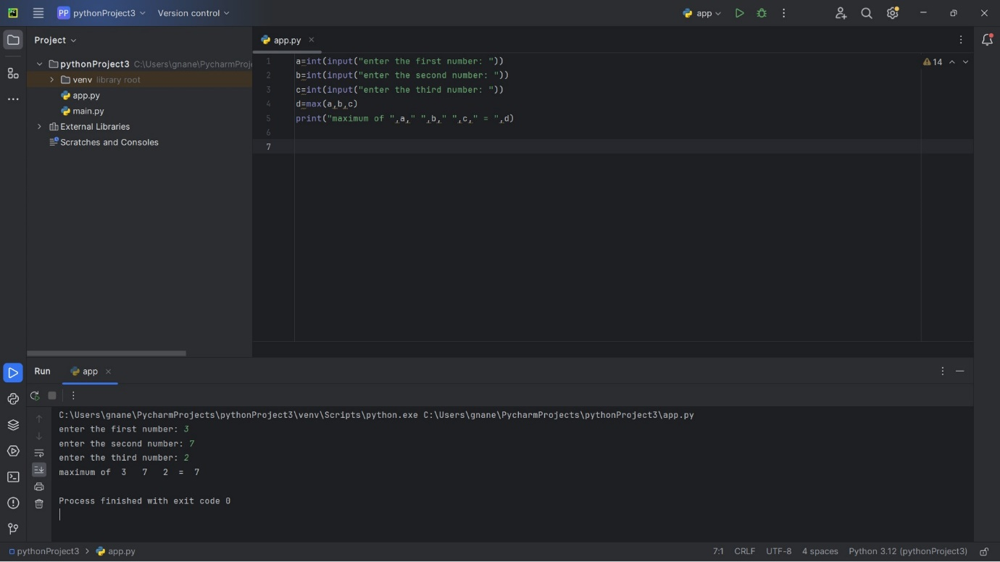 PP pythonProject3 Version control app
Project
app.py
pythonProject3 C:\Users\gnane\PycharmProj
venv library root
app.py
main.py
External Libraries
Scratches and Consoles
1 a=int(input("enter the first number: "))
2 b=int(input("enter the second number: "))
3 c=int(input("enter the third number: "))
4 d=max(a,b,c)
5 print("maximum of ",a," ",b," ",c," = ",d)
6
7
14
Run app
C:\Users\gnane\PycharmProjects\pythonProject3\venv\Scripts\python.exe C:\Users\gnane\PycharmProjects\pythonProject3\app.py
enter the first number: 3
enter the second number: 7
enter the third number: 2
maximum of  3   7   2  =  7
Process finished with exit code 0
pythonProject3 > app.py 7:1 CRLF UTF-8 4 spaces Python 3.12 (pythonProject3)